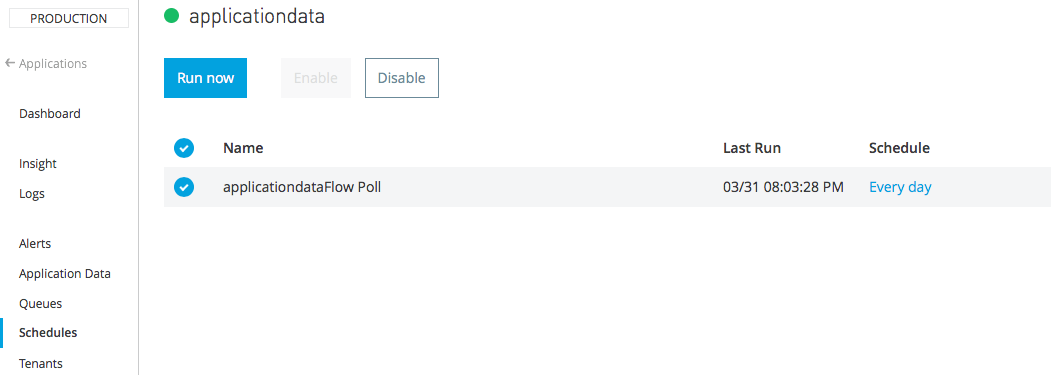 PRODUCTION
Applications
Dashboard
Insight
Logs
Alerts
Application Data
Queues
Schedules
Tenants
applicationdata
Run now Enable Disable
Name Last Run Schedule
applicationdataFlow Poll 03/31 08:03:28 PM Every day